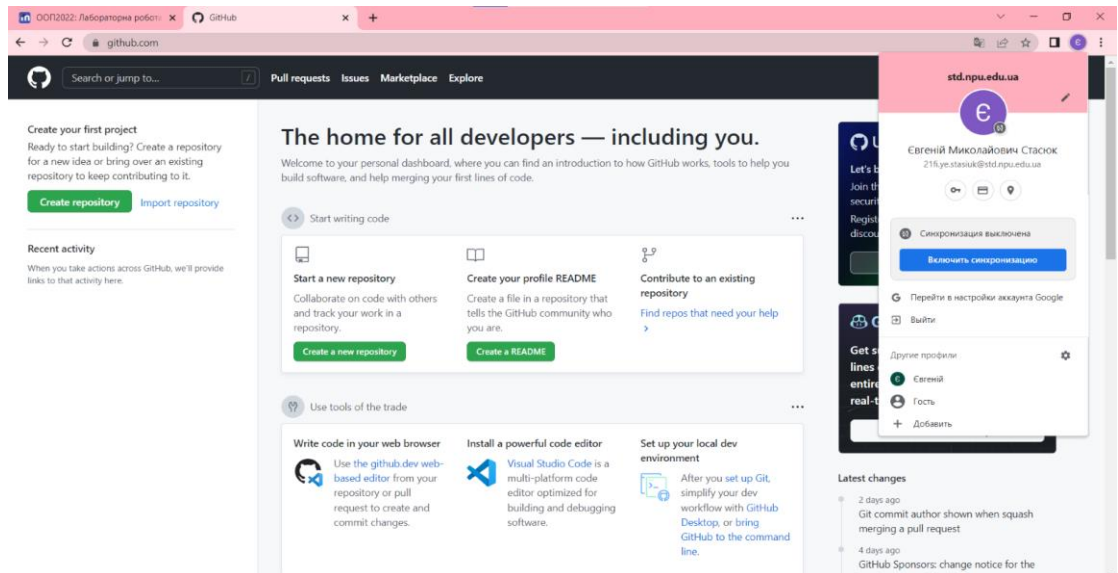 ООП2022: Лабораторна робота
GitHub
github.com
Search or jump to...
/
Pull requests Issues Marketplace Explore
Create your first project
Ready to start building? Create a repository
for a new idea or bring over an existing
repository to keep contributing to it.
Create repository Import repository
Recent activity
When you take actions across GitHub, we'll provide
links to that activity here.
The home for all developers — including you.
Welcome to your personal dashboard, where you can find an introduction to how GitHub works, tools to help you
build software, and help merging your first lines of code.
Start writing code
Start a new repository
Collaborate on code with others
and track your work in a
repository.
Create a new repository
Create your profile README
Create a file in a repository that
tells the GitHub community who
you are.
Create a README
Contribute to an existing
repository
Find repos that need your help
Use tools of the trade
Write code in your web browser
Use the github.dev web-
based editor from your
repository or pull
request to create and
commit changes.
Install a powerful code editor
Visual Studio Code is a
multi-platform code
editor optimized for
building and debugging
software.
Set up your local dev
environment
After you set up Git,
simplify your dev
workflow with GitHub
Desktop, or bring
GitHub to the command
line.
Let's b
Join th
securit
Regist
discou
Get s
lines
entire
real-t
Latest changes
2 days ago
Git commit author shown when squash
merging a pull request
4 days ago
GitHub Sponsors: change notice for the
std.npu.edu.ua
Є
Євгеній Миколайович Стасюк
21fi.ye.stasiuk@std.npu.edu.ua
Синхронизация выключена
Включить синхронизацию
Перейти в настройки аккаунта Google
Выйти
Другие профили
Євгеній
Гость
Добавить